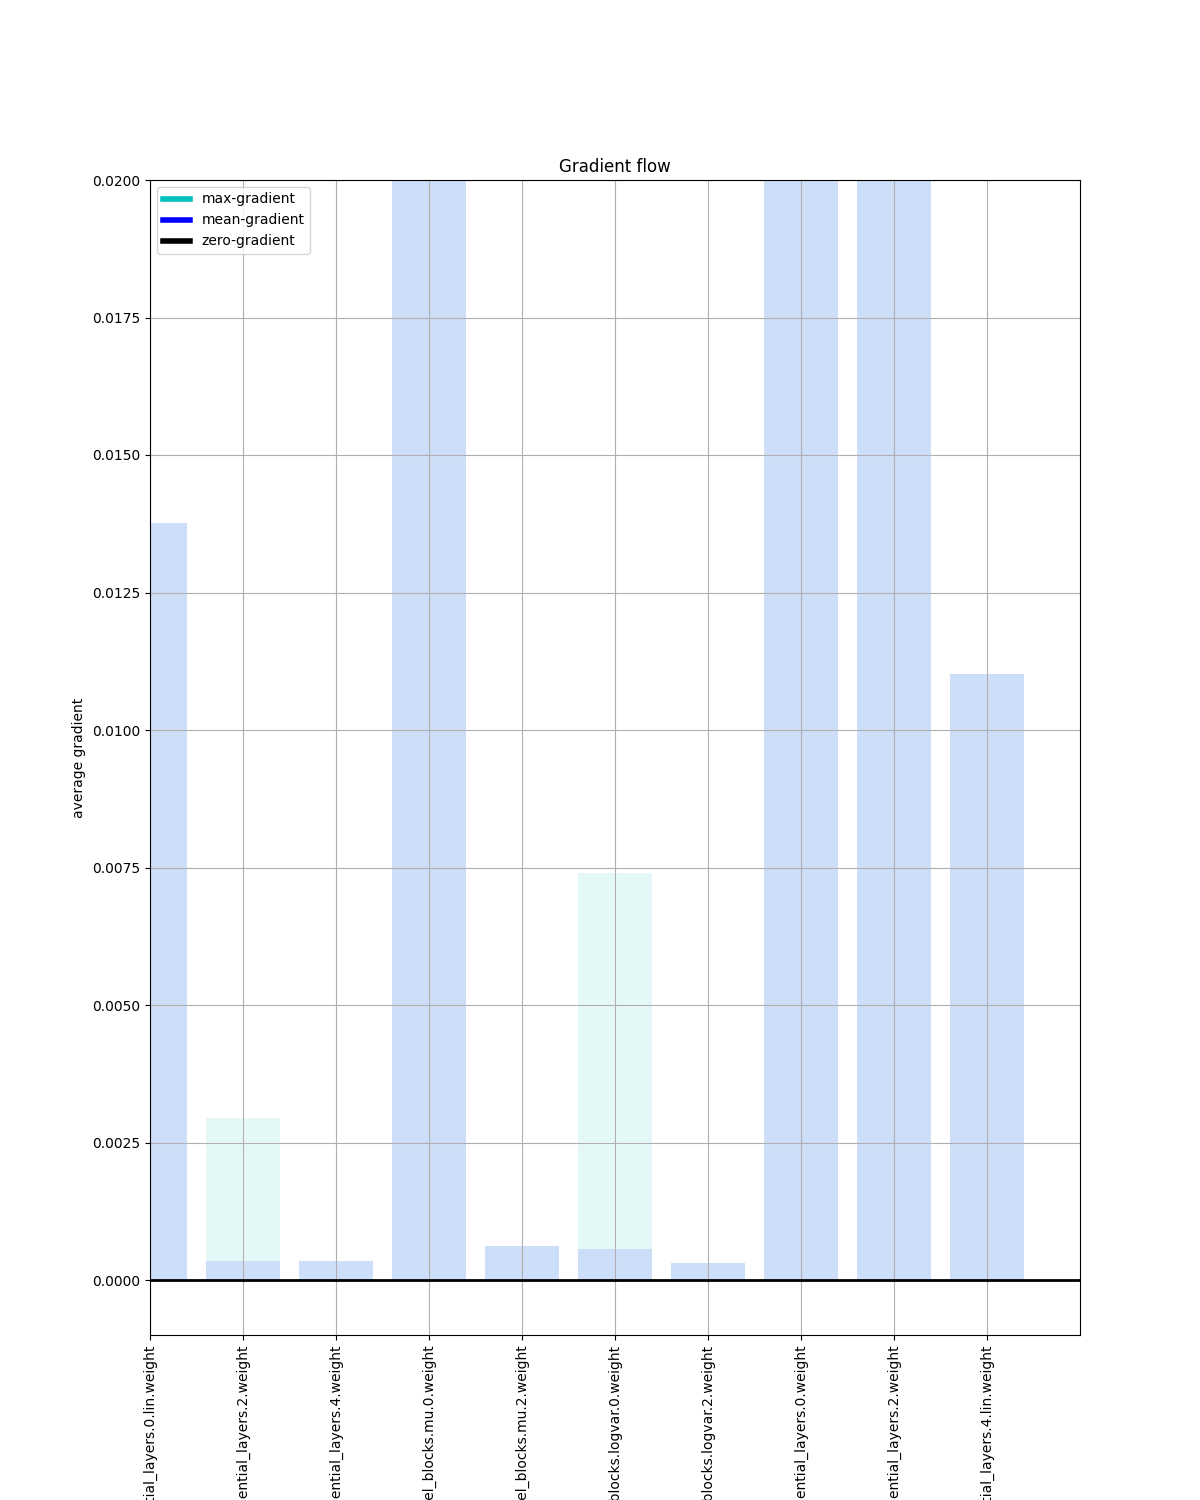 Gradient flow
max-gradient
mean-gradient
zero-gradient
0.0200
0.0175
0.0150
0.0125
0.0100
0.0075
0.0050
0.0025
0.0000
average gradient
tial_layers.0.lin.weight
ential_layers.2.weight
ential_layers.4.weight
el_blocks.mu.0.weight
el_blocks.mu.2.weight
blocks.logvar.0.weight
blocks.logvar.2.weight
ential_layers.0.weight
ential_layers.2.weight
tial_layers.4.lin.weight